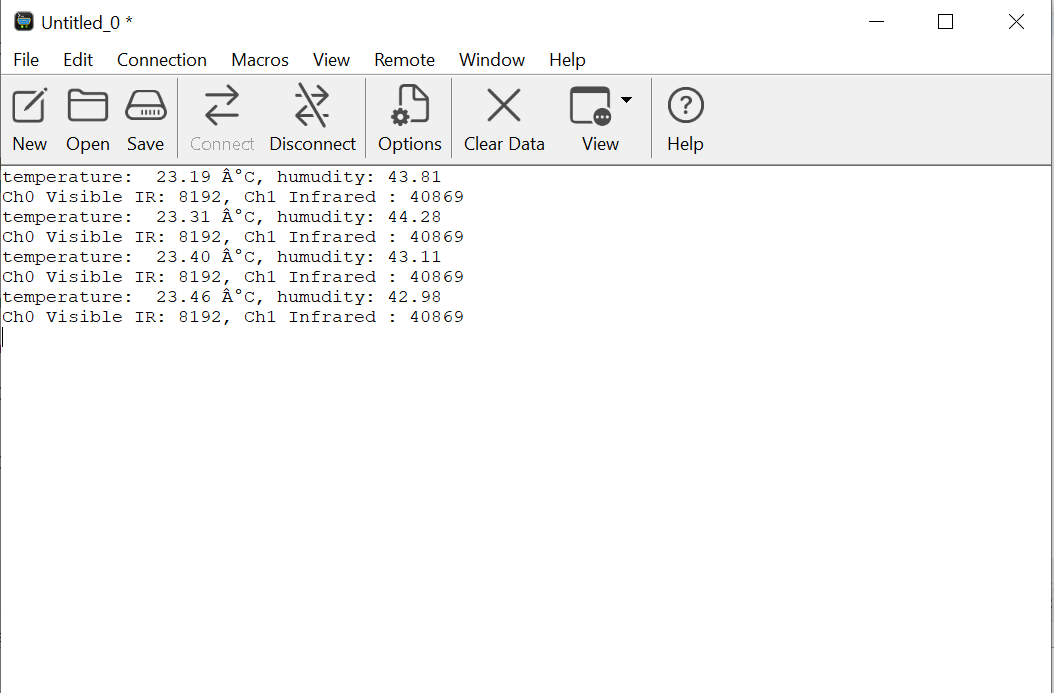 Untitled_0 *
File Edit Connection Macros View Remote Window Help
New Open Save Connect Disconnect Options Clear Data View Help
temperature:  23.19 Â°C, humudity: 43.81
Ch0 Visible IR: 8192, Ch1 Infrared : 40869
temperature:  23.31 Â°C, humudity: 44.28
Ch0 Visible IR: 8192, Ch1 Infrared : 40869
temperature:  23.40 Â°C, humudity: 43.11
Ch0 Visible IR: 8192, Ch1 Infrared : 40869
temperature:  23.46 Â°C, humudity: 42.98
Ch0 Visible IR: 8192, Ch1 Infrared : 40869